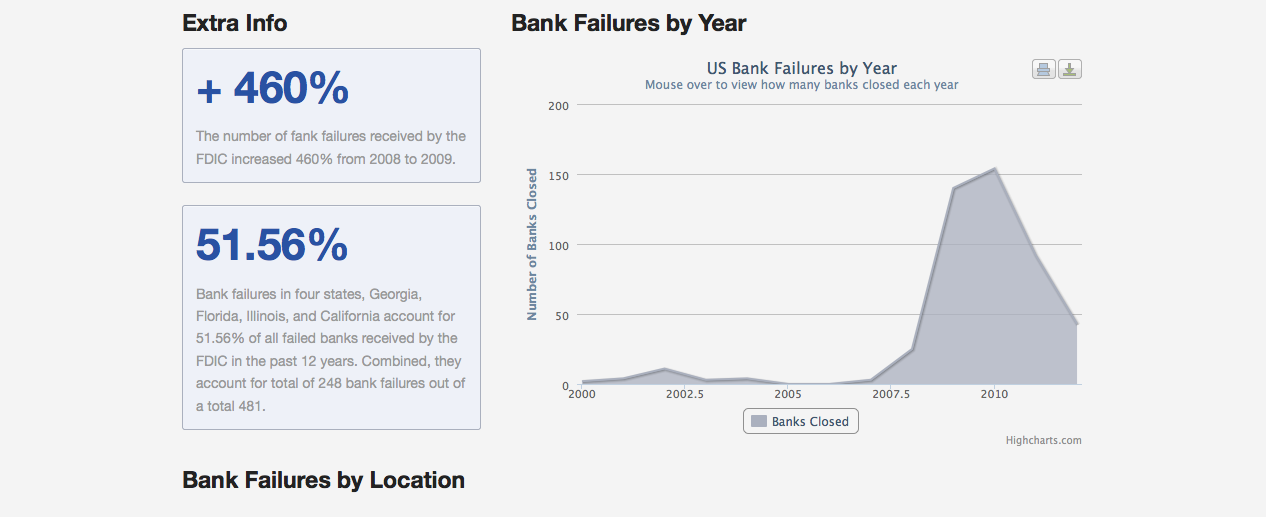 Extra Info
+ 460%
The number of fank failures received by the
FDIC increased 460% from 2008 to 2009.
51.56%
Bank failures in four states, Georgia,
Florida, Illinois, and California account for
51.56% of all failed banks received by the
FDIC in the past 12 years. Combined, they
account for total of 248 bank failures out of
a total 481.
Bank Failures by Year
US Bank Failures by Year
Mouse over to view how many banks closed each year
Number of Banks Closed
200
150
100
50
0
2000 2002.5 2005 2007.5 2010
Banks Closed
Highcharts.com
Bank Failures by Location